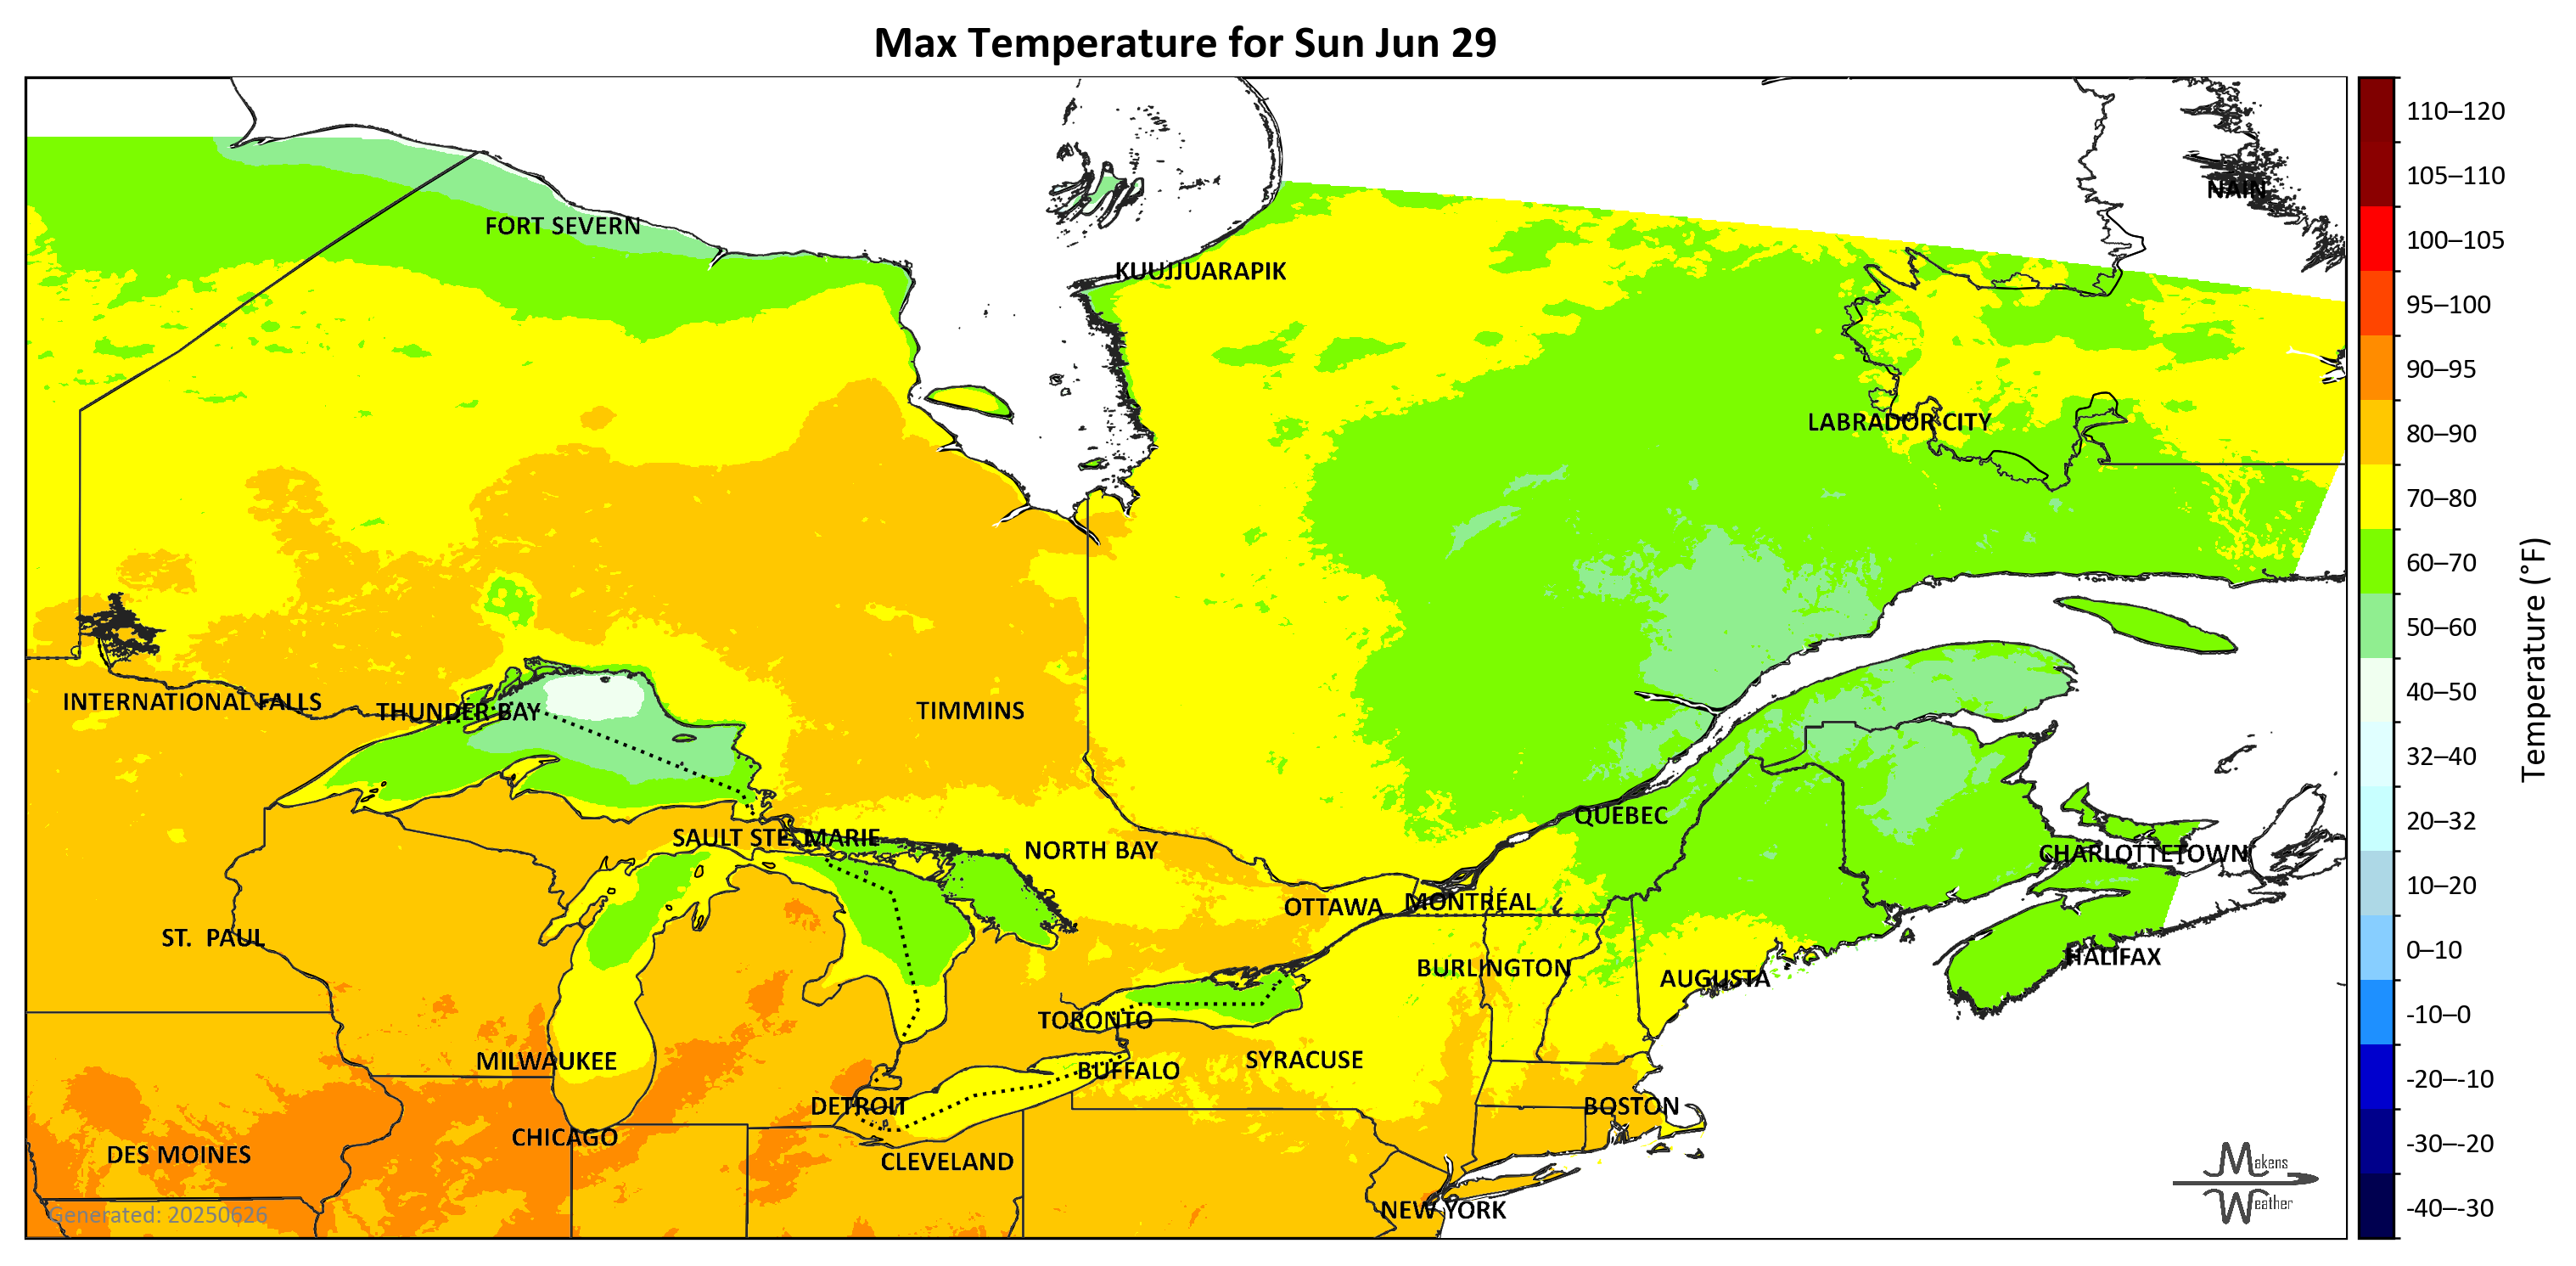 Max Temperature for Sun Jun 29
NAIN
FORT SEVERN
KUUJJUARAPIK
LABRADOR CITY
INTERNATIONAL FALLS
THUNDER BAY
TIMMINS
QUÉBEC
SAULT STE. MARIE
NORTH BAY
CHARLOTTETOWN
OTTAWA
MONTRÉAL
ST. PAUL
HALIFAX
BURLINGTON
AUGUSTA
TORONTO
MILWAUKEE
SYRACUSE
BUFFALO
DETROIT
BOSTON
CHICAGO
DES MOINES
CLEVELAND
NEW YORK
Generated: 20250626
Makens
Weather
110–120
105–110
100–105
95–100
90–95
80–90
70–80
60–70
50–60
40–50
32–40
20–32
10–20
0–10
-10–0
-20–-10
-30–-20
-40–-30
Temperature (°F)